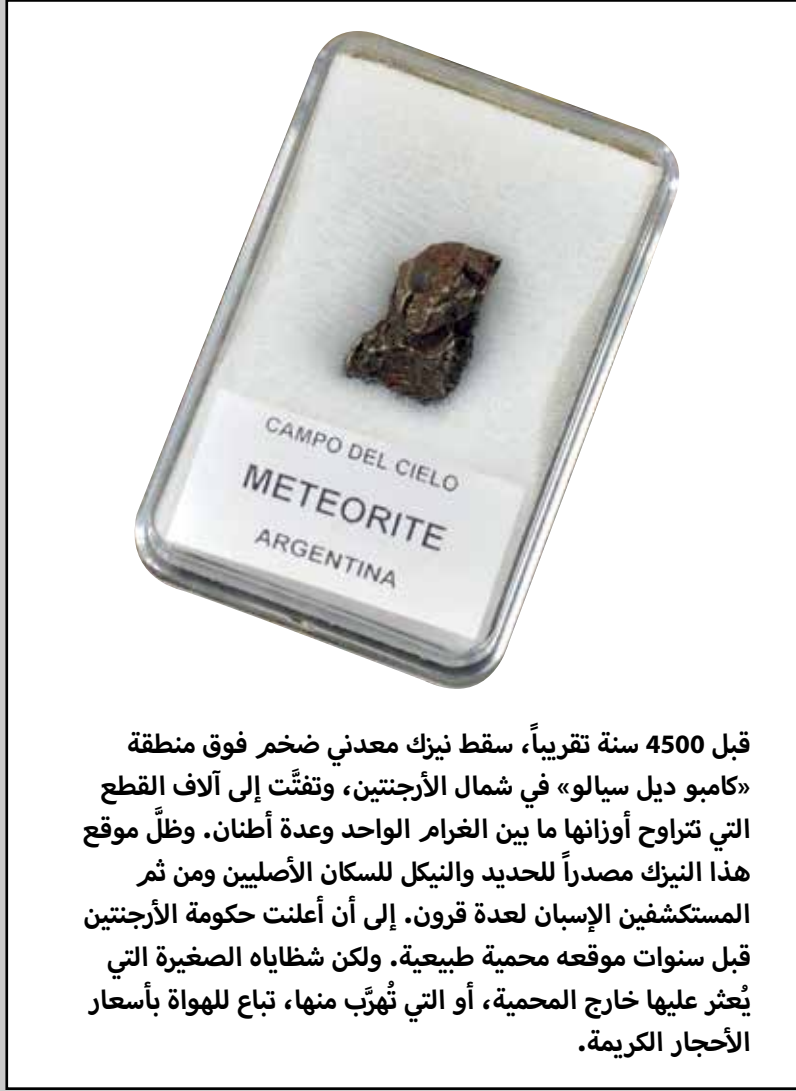 CAMPO DEL CIELO
METEORITE
ARGENTINA
قبل 4500 سنة تقريباً، سقط نيزك معدني ضخم فوق منطقة
«كامبو ديل سيالو» في شمال الأرجنتين، وتفتَّت إلى آلاف القطع
التي تتراوح أوزانها ما بين الغرام الواحد وعدة أطنان. وظلَّ موقع
هذا النيزك مصدراً للحديد والنيكل للسكان الأصليين ومن ثم
المستكشفين الإسبان لعدة قرون. إلى أن أعلنت حكومة الأرجنتين
قبل سنوات موقعه محمية طبيعية. ولكن شظاياه الصغيرة التي
يُعثر عليها خارج المحمية، أو التي تُهرَّب منها، تباع للهواة بأسعار
الأحجار الكريمة.